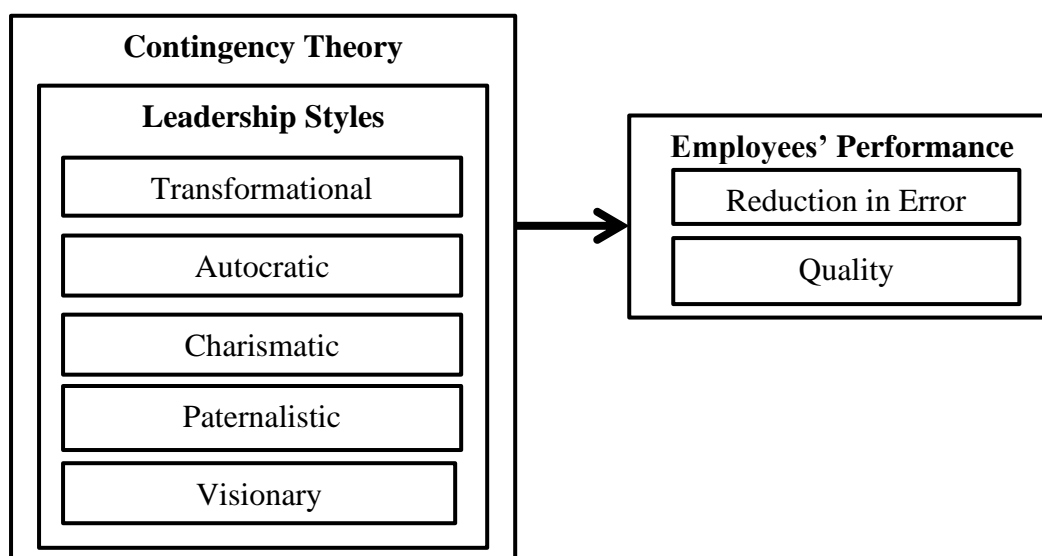 Contingency Theory
Leadership Styles
Transformational
Autocratic
Charismatic
Paternalistic
Visionary
Employees’ Performance
Reduction in Error
Quality